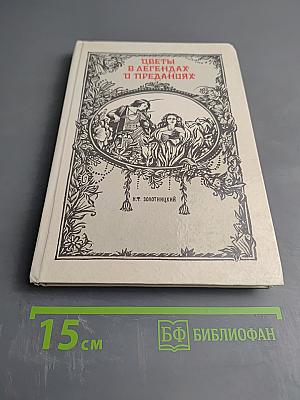 ЦВЕТЫ
В ЛЕГЕНДАХ
И ПРЕДАНИЯХ
Н.Ф. ЗОЛОТНИЦКИЙ
15 см
БФ БИБЛИОФАН